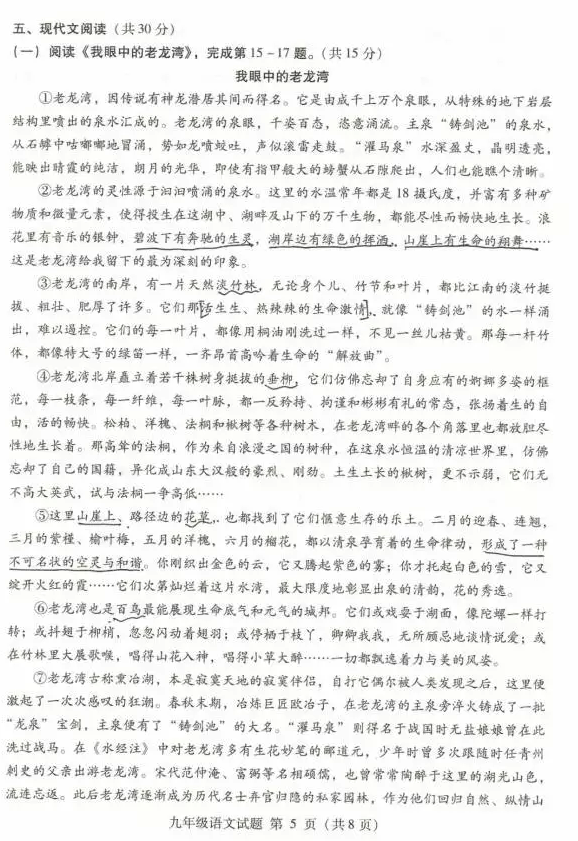 五、现代文阅读（共30分）
（一）阅读《我眼中的老龙湾》，完成第15－17题。（共15分）
我眼中的老龙湾
①老龙湾，因传说有神龙潜居其间而得名。它是由成千上万个泉眼，从特殊的地下岩层
结构里喷出的泉水汇成的。老龙湾的泉眼，千姿百态，恣意涌流。主泉“铸剑池”的泉水，
从石罅中咕嘟嘟地冒涌，势如龙喷蛟吐，声似滚雷走鼓。“濯马泉”水深盈丈，晶明透亮，
能映出晴霞的纯洁，朗月的光华，即使有指甲般大的螃蟹从石隙爬出，人们也能瞧个清晰。
②老龙湾的灵性源于汩汩喷涌的泉水。这里的水温常年都是18摄氏度，并富有多种矿
物质和微量元素，使得投生在这湖中、湖畔及山下的万千生物，都能尽性而畅快地生长。浪
花里有音乐的银钟，碧波下有奔驰的生灵，湖岸边有绿色的挥洒，山崖上有生命的翔舞……
这是老龙湾给我留下的最为深刻的印象。
③老龙湾的南岸，有一片天然淡竹林，无论身个儿、竹节和叶片，都比江南的淡竹挺
拔、粗壮、肥厚了许多。它们那活生生、热辣辣的生命激情，就像“铸剑池”的水一样涌
出，难以遏控。它们的每一叶片，都像用桐油刚洗过一样，不见一丝儿枯黄。那每一杆竹
体，都像特大号的绿笛一样，一齐昂首高吟着生命的“解放曲”。
④老龙湾北岸矗立着若干株树身挺拔的垂柳，它们仿佛忘却了自身应有的婀娜多姿的框
范，每一枝条，每一纤维，每一叶脉，都一反矜持、拘谨和彬彬有礼的常态，张扬着生的自
由，活的畅快。松柏、洋槐、法桐和楸树等各种树木，在老龙湾畔的各个角落里也都放胆尽
性地生长着。那高耸的法桐，作为来自浪漫之国的树种，在这泉水恒温的清凉世界里，仿佛
忘却了自己的国籍，异化成山东大汉般的豪烈、刚劲。土生土长的楸树，更不示弱，它们无
不高大英武，试与法桐一争高低……
⑤这里山崖上、路径边的花草，也都找到了它们惬意生存的乐土。二月的迎春、连翘，
三月的紫槿、榆叶梅，五月的洋槐，六月的榴花，都以清泉孕育着的生命律动，形成了一种
不可名状的空灵与和谐。你刚织出金色的云，它又腾起紫色的雾；你才托起白色的雪，它又
绽开火红的霞……它们次第灿烂着这片水湾，最大限度地彰显出泉的清韵，花的秀逸。
⑥老龙湾也是百鸟最能展现生命底气和元气的城邦。它们或戏耍于湖面，像陀螺一样打
转；或抖翅于柳梢，忽忽闪动着翅羽；或停栖于枝丫，卿卿我我，无所顾忌地谈情说爱；或
在竹林里大展歌喉，唱得山花入神，唱得小草大醉……一切都飘逸着力与美的风姿。
⑦老龙湾古称熏冶湖，本是寂寞天地的寂寞伴侣，自打它偶尔被人类发现之后，这里便
激起了一次次感叹的狂潮。春秋末期，冶炼巨匠欧冶子，在老龙湾的主泉旁淬火铸成了一批
“龙泉”宝剑，主泉便有了“铸剑池”的大名。“濯马泉”则得名于战国时无盐娘娘曾在此
洗过战马。在《水经注》中对老龙湾多有生花妙笔的郦道元，少年时曾多次跟随时任青州
刺史的父亲出游老龙湾。宋代范仲淹、富弼等名相硕儒，也曾常常陶醉于这里的湖光山色，
流连忘返。此后老龙湾逐渐成为历代名士弃官归隐的私家园林，作为他们回归自然、纵情山
九年级语文试题 第 5 页（共8页）